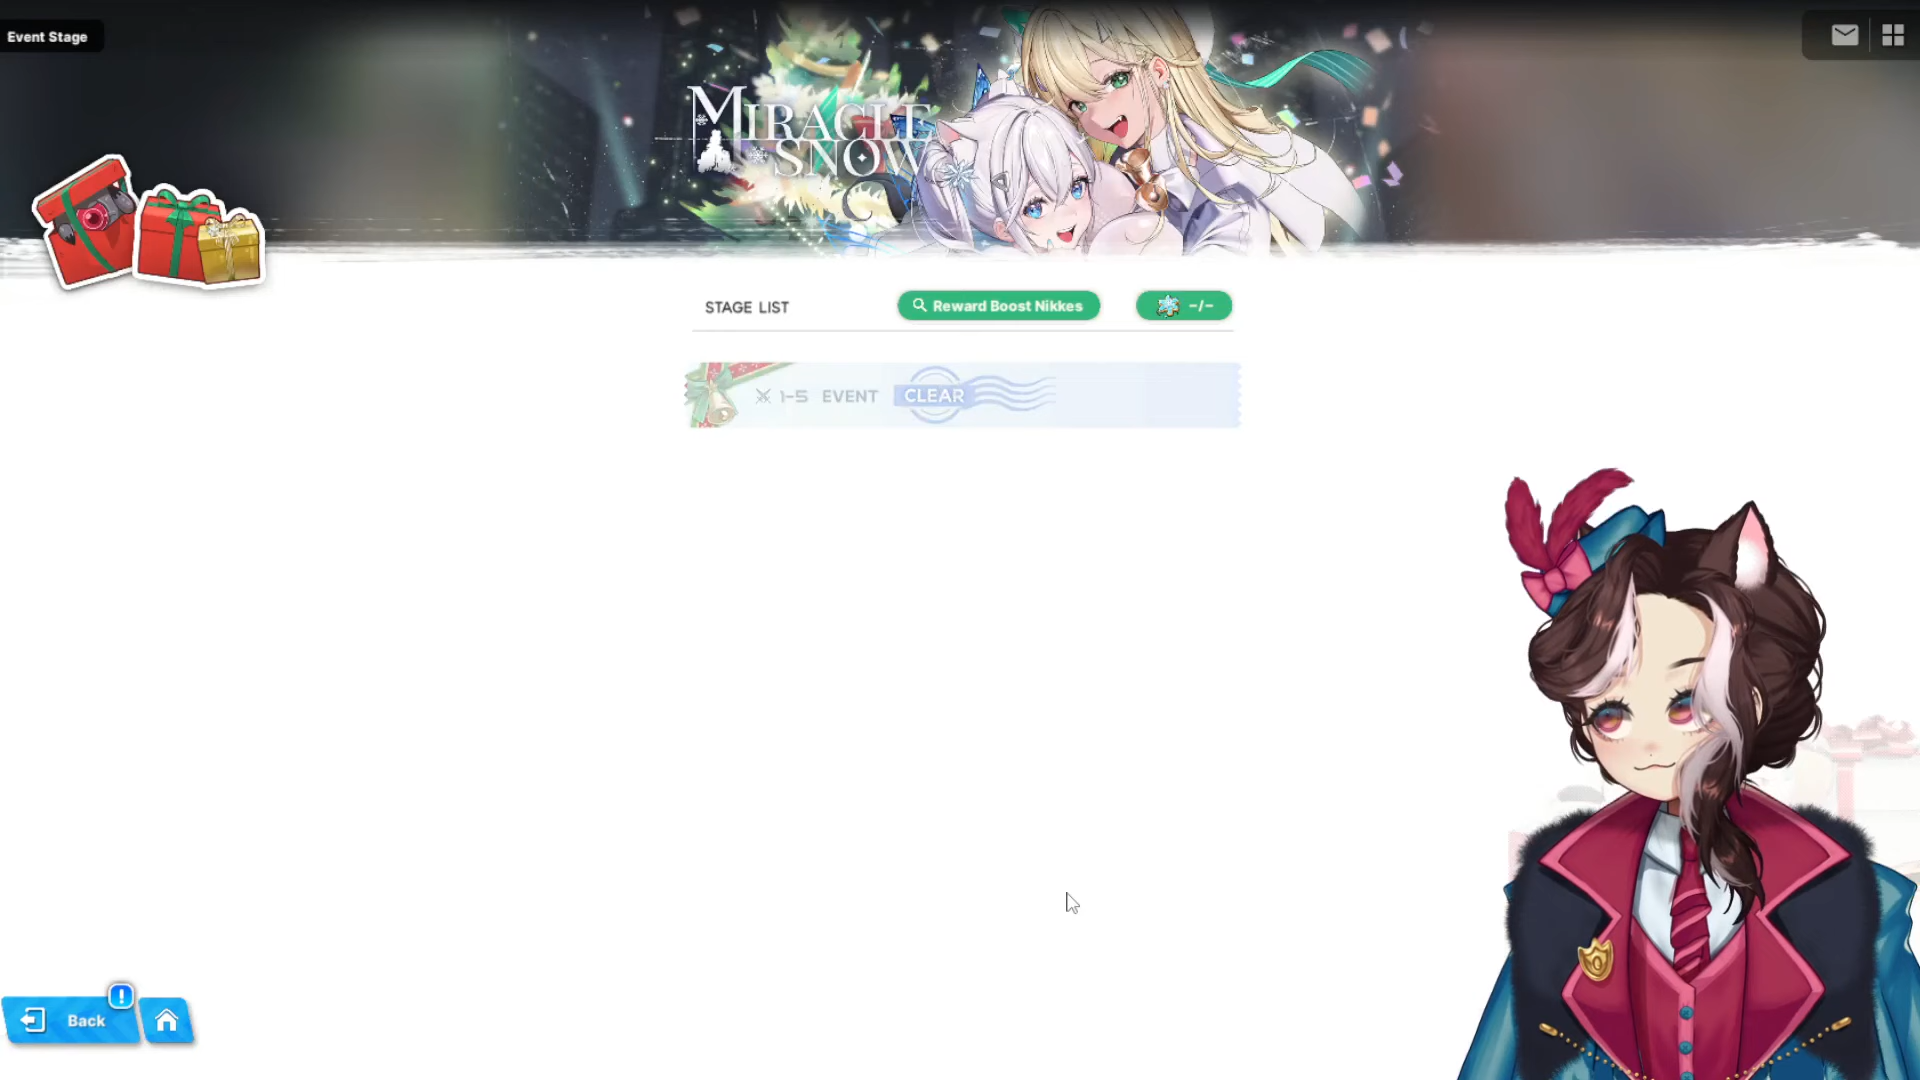 Event Stage
MIRACLE
SNOW
STAGE LIST
Reward Boost Nikkes
-/-
1-5 EVENT CLEAR
!
Back